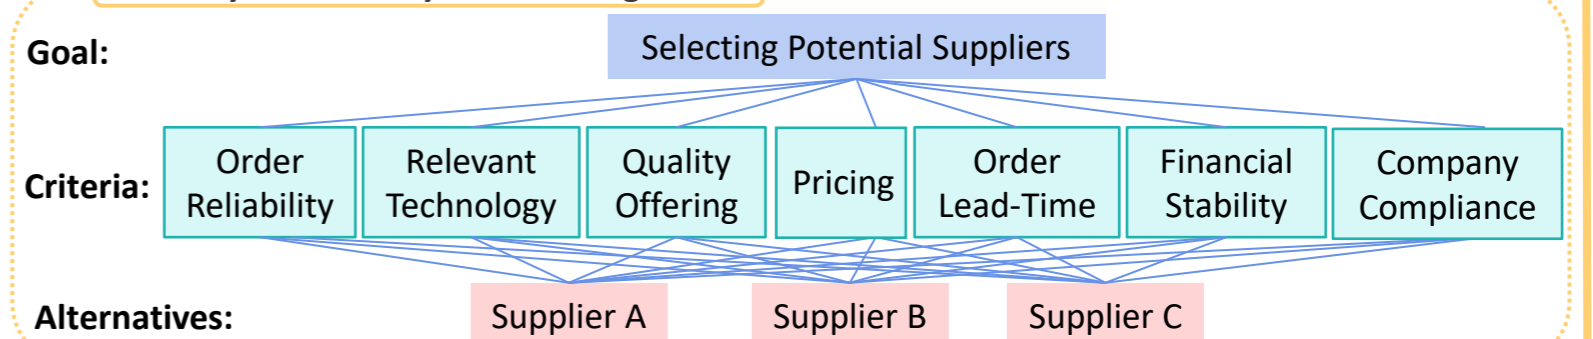 Goal:
Selecting Potential Suppliers
Criteria:
Order
Reliability
Relevant
Technology
Quality
Offering
Pricing
Order
Lead-Time
Financial
Stability
Company
Compliance
Alternatives:
Supplier A
Supplier B
Supplier C